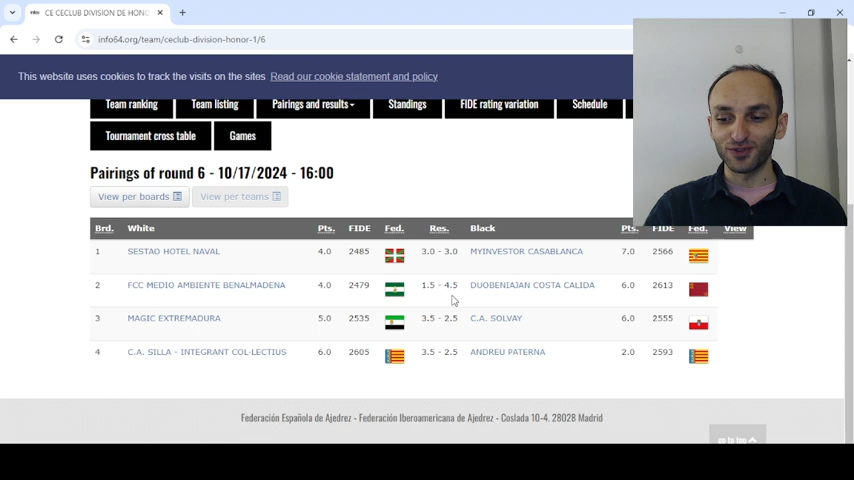 CE CECLUB DIVISION DE HONO
info64.org/team/ceclub-division-honor-1/6
This website uses cookies to track the visits on the sites Read our cookie statement and policy
Team ranking Team listing Pairings and results Standings FIDE rating variation Schedule
Tournament cross table Games
Pairings of round 6 - 10/17/2024 - 16:00
View per boards View per teams
Brd. White Pts. FIDE Fed. Res. Black Pts. FIDE Fed. View
1 SESTAO HOTEL NAVAL 4.0 2485 3.0 - 3.0 MYINVESTOR CASABLANCA 7.0 2566
2 FCC MEDIO AMBIENTE BENALMADENA 4.0 2479 1.5 - 4.5 DUOBENIAJAN COSTA CALIDA 6.0 2613
3 MAGIC EXTREMADURA 5.0 2535 3.5 - 2.5 C.A. SOLVAY 6.0 2555
4 C.A. SILLA - INTEGRANT COL·LECTIUS 6.0 2605 3.5 - 2.5 ANDREU PATERNA 2.0 2593
Federación Española de Ajedrez - Federación Iberoamericana de Ajedrez - Coslada 10-4. 28028 Madrid
go to top